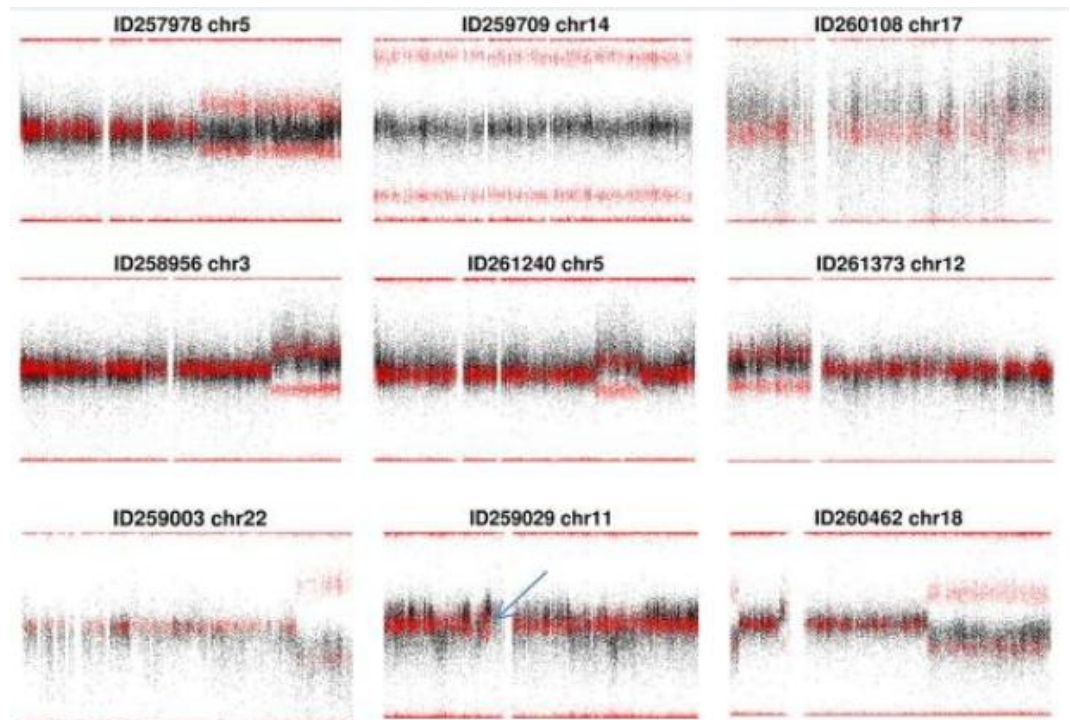 ID257978 chr5
ID259709 chr14
ID260108 chr17
ID258956 chr3
ID261240 chr5
ID261373 chr12
ID259003 chr22
ID259029 chr11
ID260462 chr18